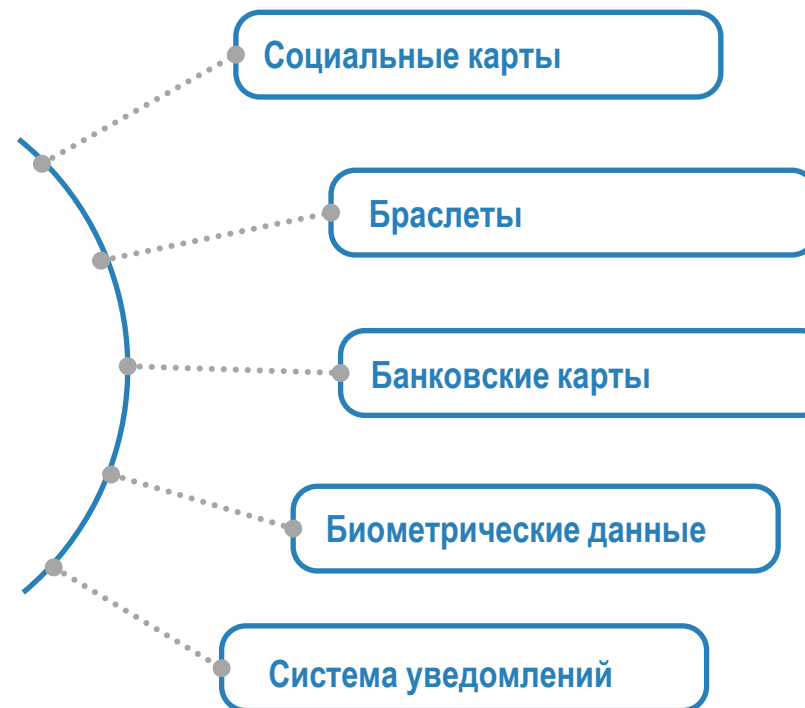 Социальные карты
Браслеты
Банковские карты
Биометрические данные
Система уведомлений